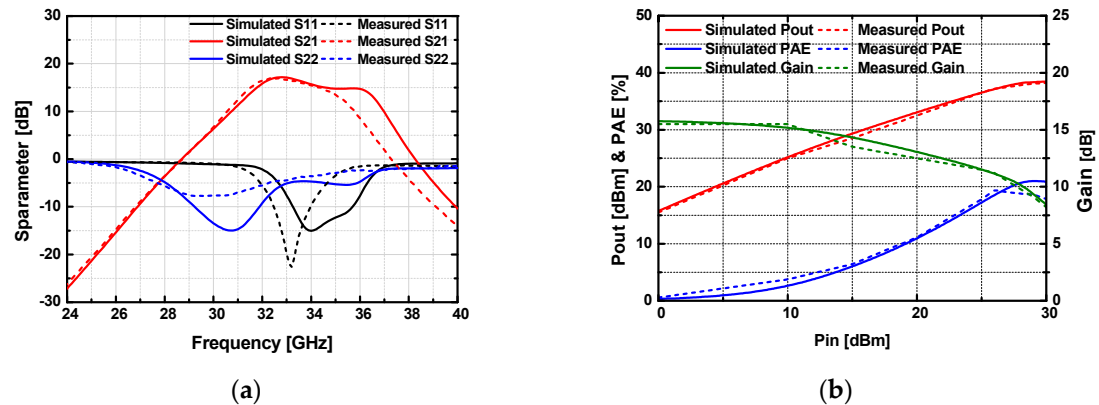 Simulated S11 Measured S11
Simulated S21 Measured S21
Simulated S22 Measured S22
30
20
10
0
-10
-20
-30
24 26 28 30 32 33 34 36 38 40
Sparameter [dB]
Frequency [GHz]
(a)
Simulated Pout Measured Pout
Simulated PAE Measured PAE
Simulated Gain Measured Gain
50
40
30
20
10
0
0 10 20 30
25
20
15
10
5
0
Pout [dBm] & PAE [%]
Gain [dB]
Pin [dBm]
(b)